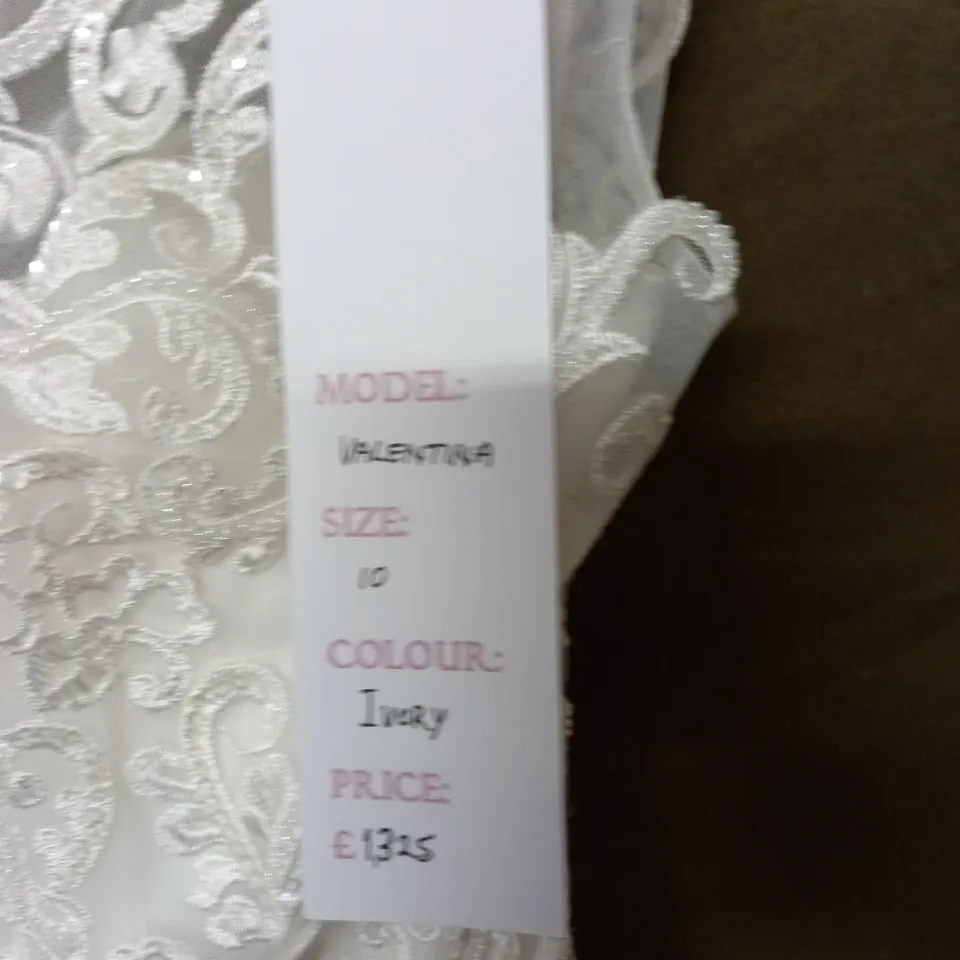 MODEL:
VALENTINA
SIZE:
10
COLOUR:
IVORY
PRICE:
£1,325